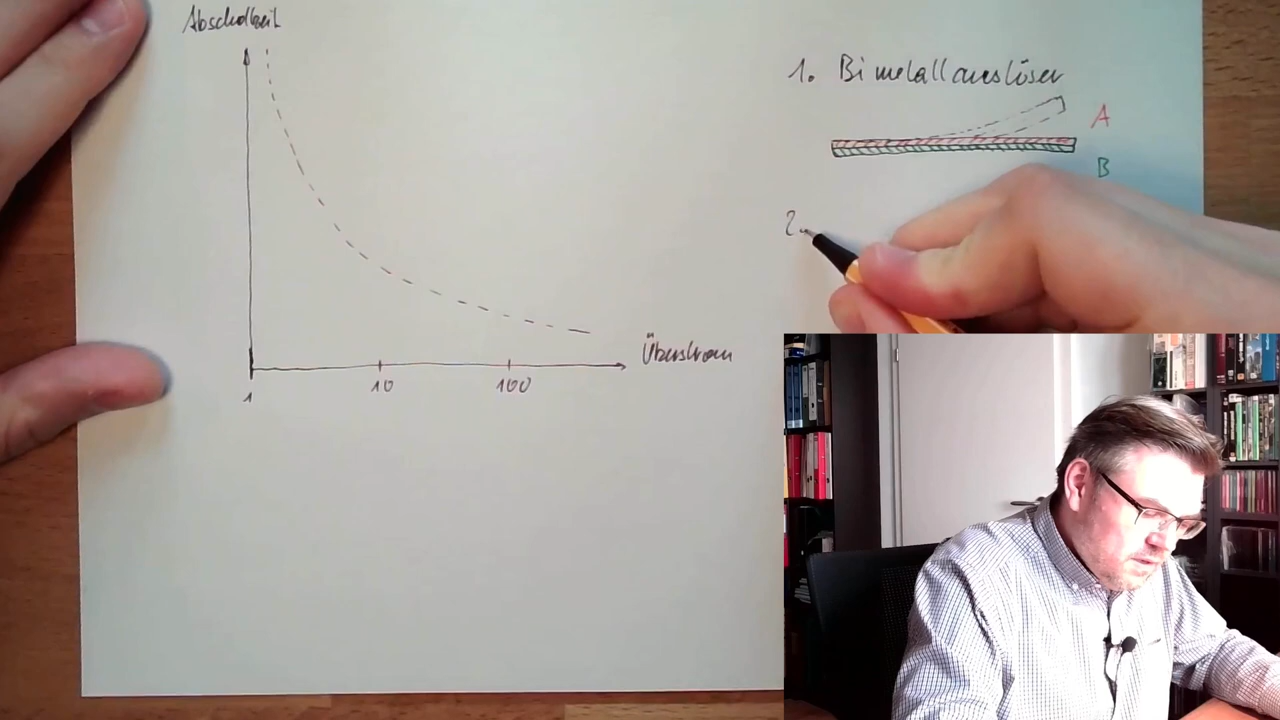 Abschaltzeit
1. Bimetallauslöser
A
B
2.
Überstrom
1
10
100